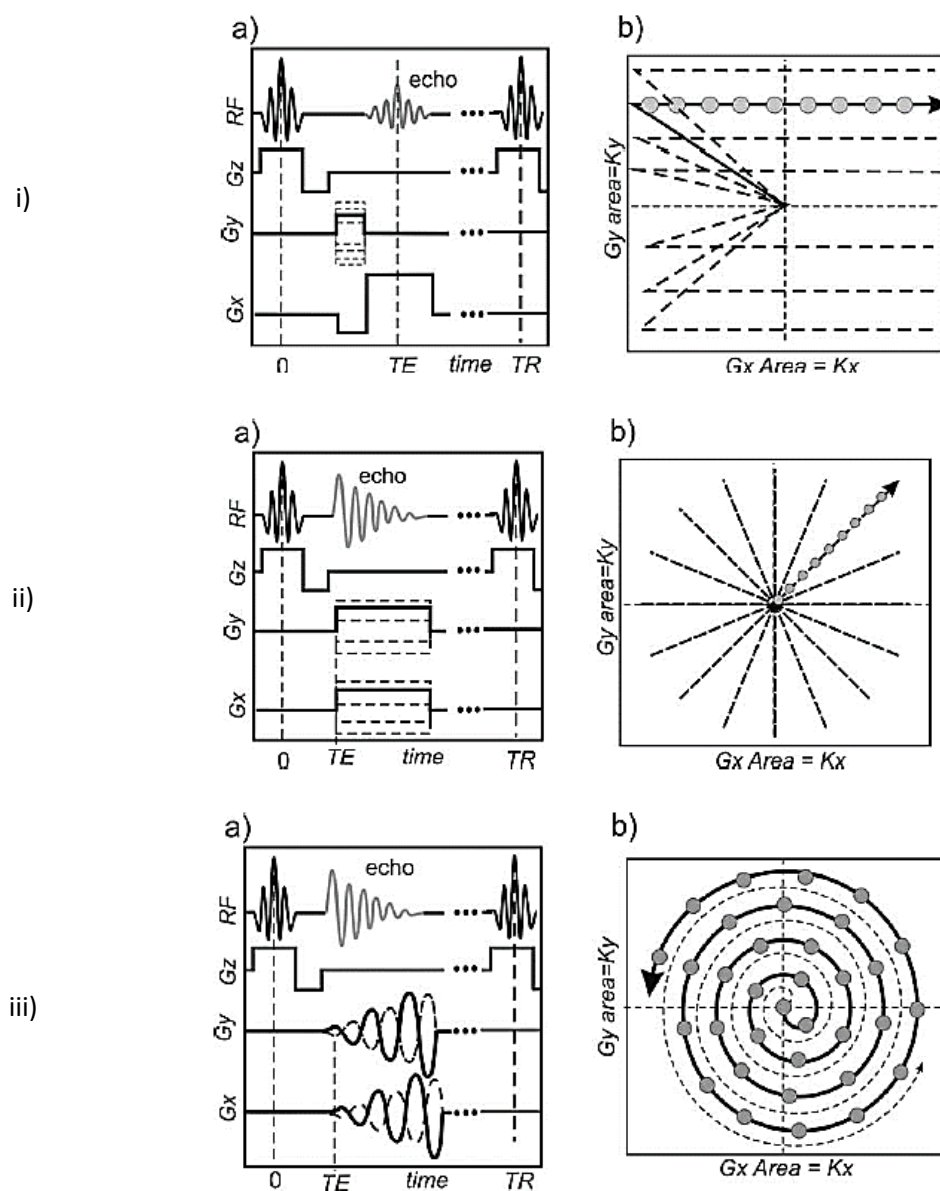 i)
a)
RF
echo
Gz
Gy
Gx
0
TE
time
TR
b)
Gy area=Ky
Gx Area = Kx
ii)
a)
RF
echo
Gz
Gy
Gx
0
TE
time
TR
b)
Gy area=Ky
Gx Area = Kx
iii)
a)
RF
echo
Gz
Gy
Gx
0
TE
time
TR
b)
Gy area=Ky
Gx Area = Kx